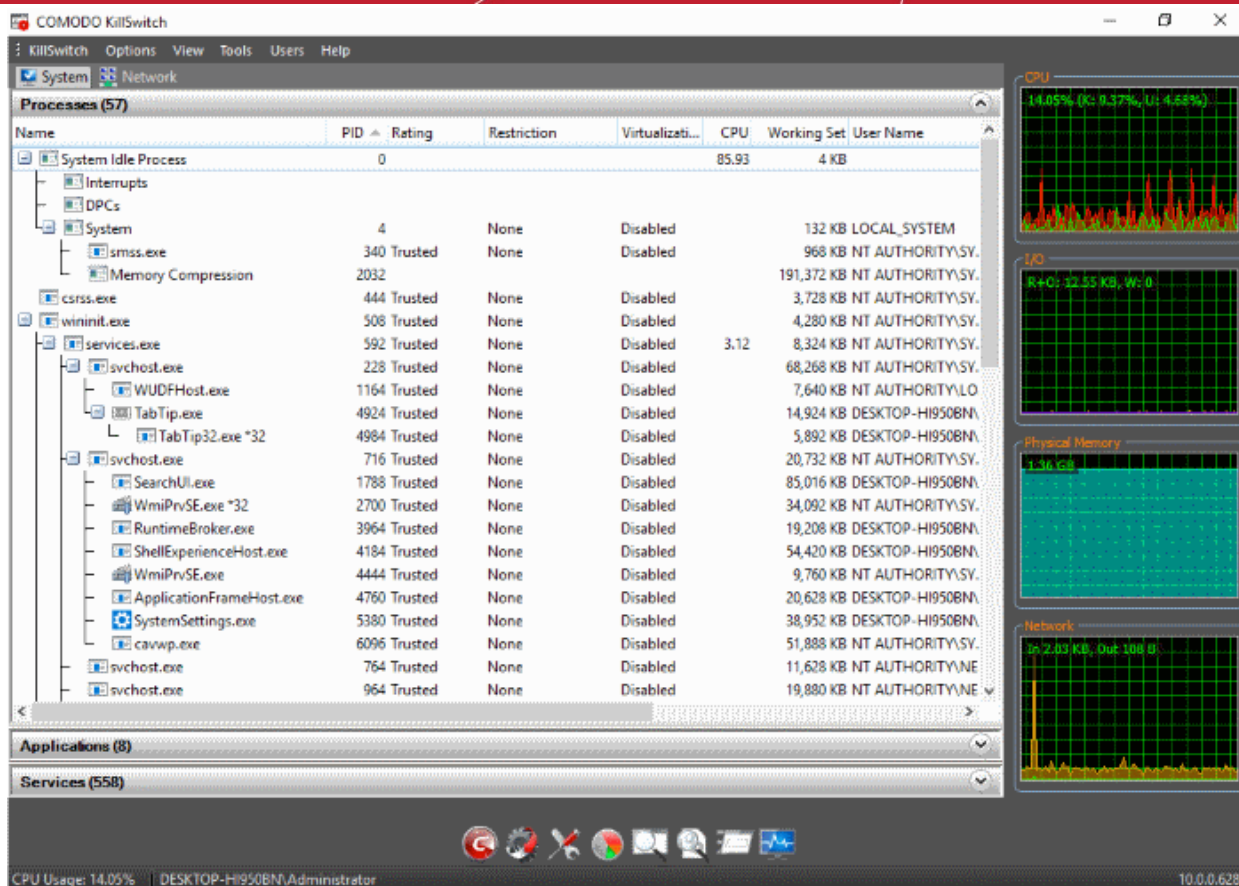 COMODO KillSwitch
KillSwitch Options View Tools Users Help
System Network
Processes (57)
Name PID Rating Restriction Virtualizati... CPU Working Set User Name
System Idle Process 0 85.93 4 KB
Interrupts
DPCs
System 4 None Disabled 132 KB LOCAL_SYSTEM
smss.exe 340 Trusted None Disabled 968 KB NT AUTHORITY\SY.
Memory Compression 2032 191,372 KB NT AUTHORITY\SY.
csrss.exe 444 Trusted None Disabled 3,728 KB NT AUTHORITY\SY.
wininit.exe 508 Trusted None Disabled 4,280 KB NT AUTHORITY\SY.
services.exe 592 Trusted None Disabled 3.12 8,324 KB NT AUTHORITY\SY.
svchost.exe 228 Trusted None Disabled 68,268 KB NT AUTHORITY\SY.
WUDFHost.exe 1164 Trusted None Disabled 7,640 KB NT AUTHORITY\LO
TabTip.exe 4924 Trusted None Disabled 14,924 KB DESKTOP-HI950BN\
TabTip32.exe *32 4984 Trusted None Disabled 5,892 KB DESKTOP-HI950BN\
svchost.exe 716 Trusted None Disabled 20,732 KB NT AUTHORITY\SY.
SearchUI.exe 1788 Trusted None Disabled 85,016 KB DESKTOP-HI950BN\
WmiPrvSE.exe *32 2700 Trusted None Disabled 34,092 KB NT AUTHORITY\SY.
RuntimeBroker.exe 3964 Trusted None Disabled 19,208 KB DESKTOP-HI950BN\
ShellExperienceHost.exe 4184 Trusted None Disabled 54,420 KB DESKTOP-HI950BN\
WmiPrvSE.exe 4444 Trusted None Disabled 9,760 KB NT AUTHORITY\SY.
ApplicationFrameHost.exe 4760 Trusted None Disabled 20,628 KB DESKTOP-HI950BN\
SystemSettings.exe 5380 Trusted None Disabled 38,952 KB DESKTOP-HI950BN\
cavwp.exe 6096 Trusted None Disabled 51,888 KB NT AUTHORITY\SY.
svchost.exe 764 Trusted None Disabled 11,628 KB NT AUTHORITY\NE
svchost.exe 964 Trusted None Disabled 19,880 KB NT AUTHORITY\NE
Applications (8)
Services (558)
CPU
14.05% (K: 9.37%, U: 4.68%)
I/O
R+O: 12.55 KB, W: 0
Physical Memory
1.36 GB
Network
In 2.03 KB, Out 108 B
CPU Usage: 14.05% DESKTOP-HI950BN\Administrator 10.0.0.628